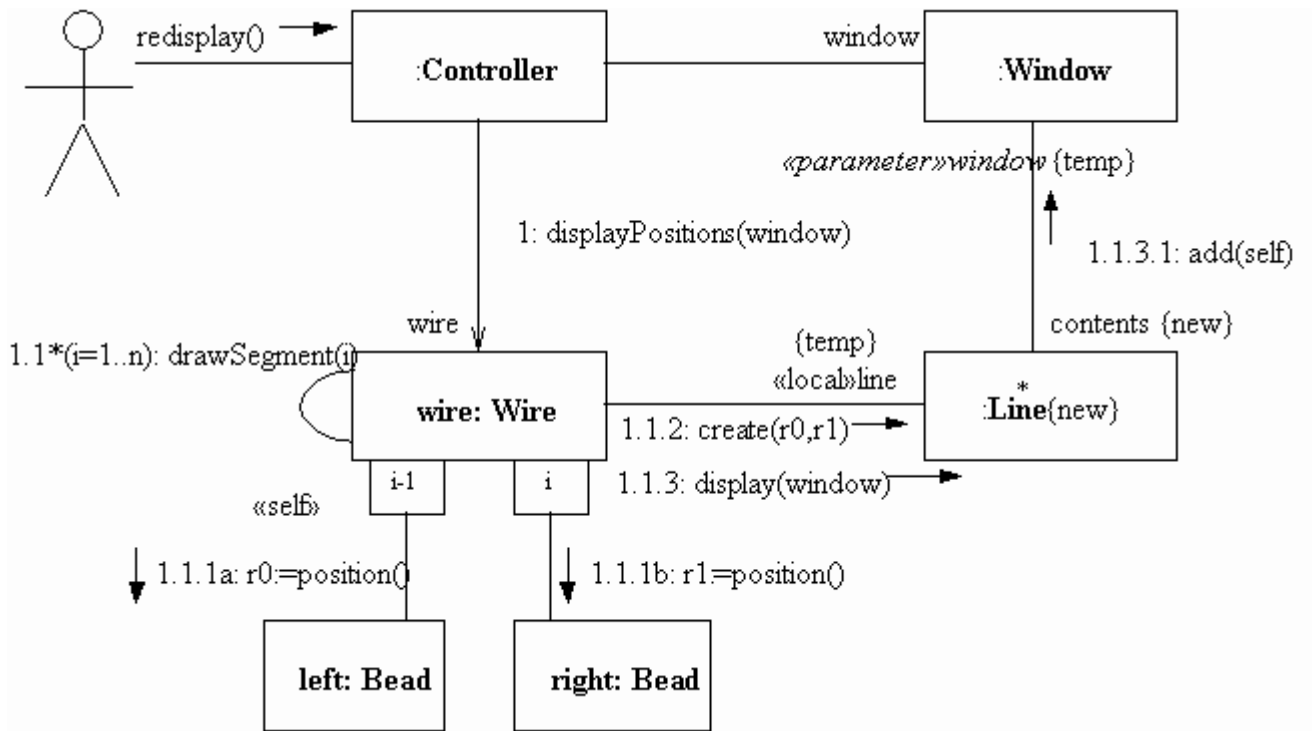 redisplay()
:Controller
window
:Window
«parameter»window {temp}
1: displayPositions(window)
1.1.3.1: add(self)
wire
contents {new}
1.1*(i=1..n): drawSegment(i)
{temp}
«local»line
wire: Wire
*
:Line{new}
1.1.2: create(r0,r1)
i-1
i
1.1.3: display(window)
«self»
1.1.1a: r0:=position()
1.1.1b: r1:=position()
left: Bead
right: Bead